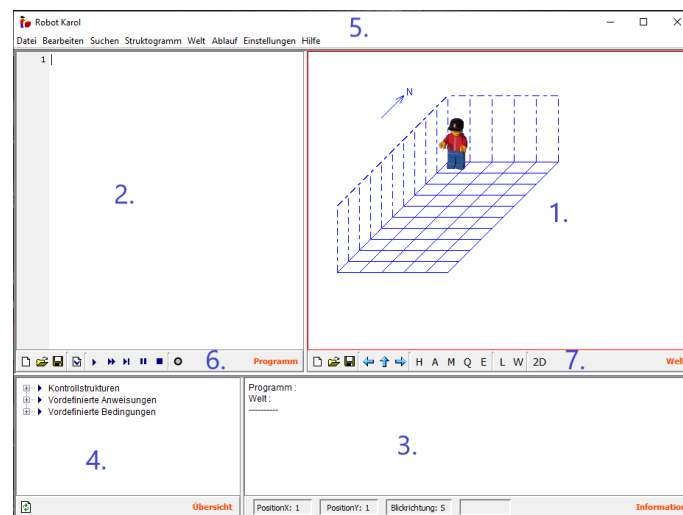 Robot Karol
5.
Datei Bearbeiten Suchen Struktogramm Welt Ablauf Einstellungen Hilfe
1
N
2.
1.
6.
Programm
H A M Q E L W 2D
7.
Welt
Kontrollstrukturen
Vordefinierte Anweisungen
Vordefinierte Bedingungen
4.
Übersicht
Programm :
Welt :
----------
3.
PositionX: 1
PositionY: 1
Blickrichtung: S
Information